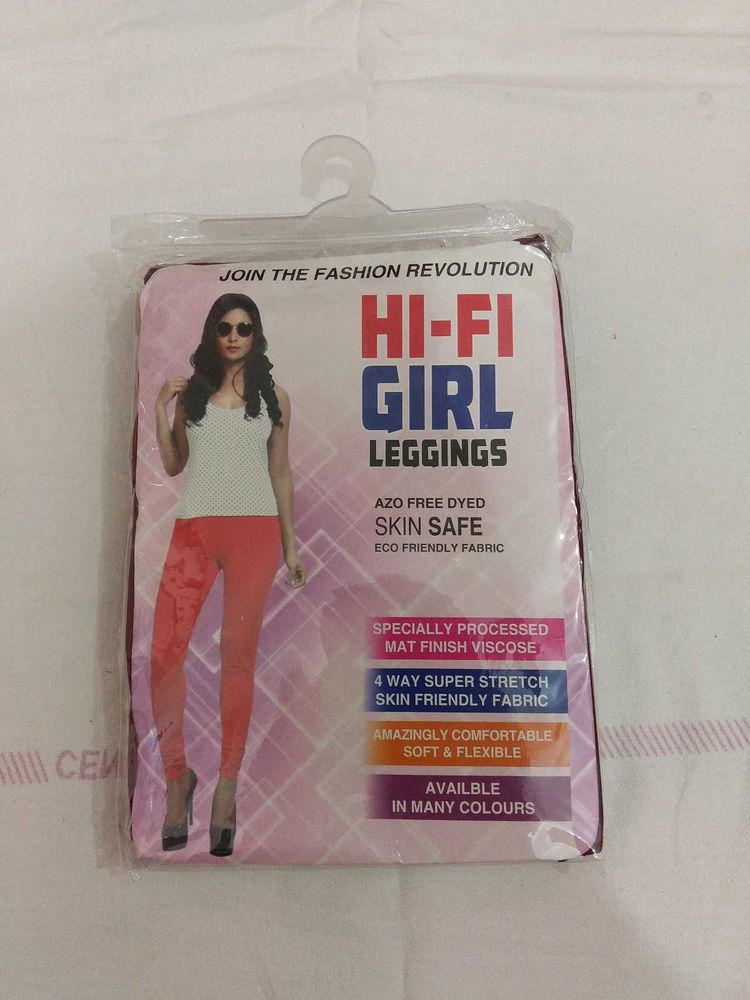 JOIN THE FASHION REVOLUTION
HI-FI
GIRL
LEGGINGS
AZO FREE DYED
SKIN SAFE
ECO FRIENDLY FABRIC
SPECIALLY PROCESSED
MAT FINISH VISCOSE
4 WAY SUPER STRETCH
SKIN FRIENDLY FABRIC
AMAZINGLY COMFORTABLE
SOFT & FLEXIBLE
AVAILBLE
IN MANY COLOURS